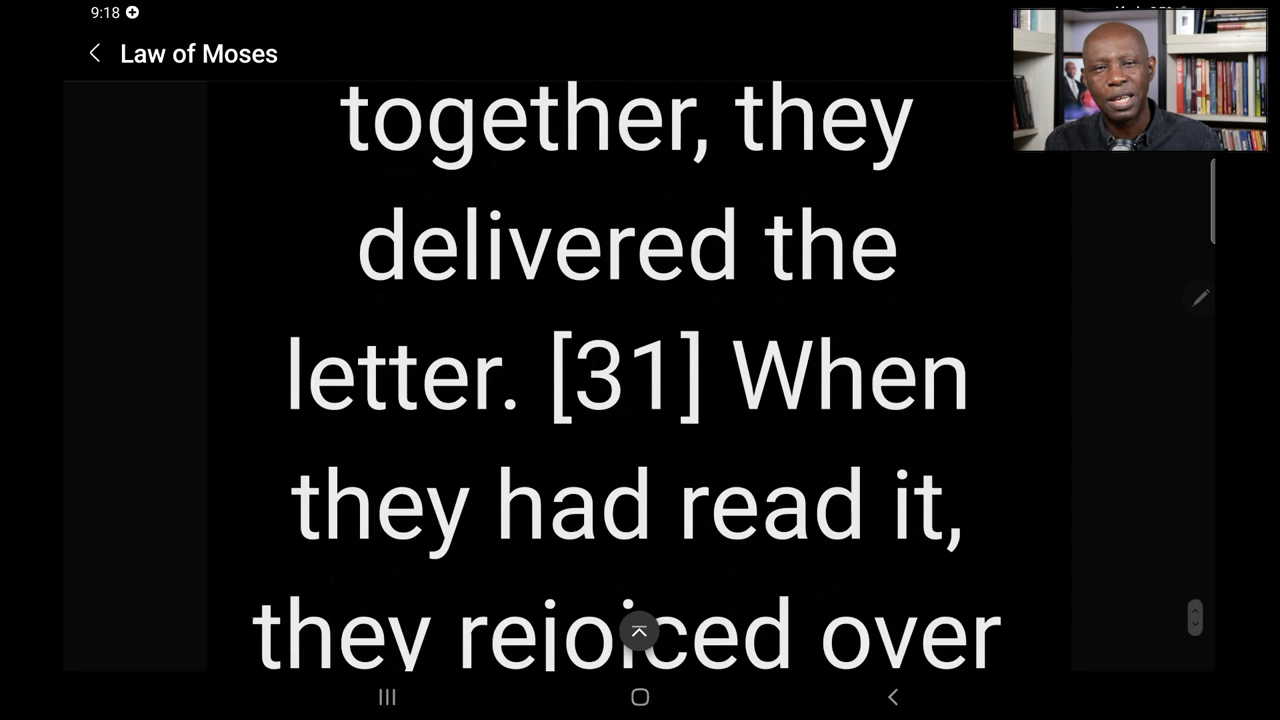 9:18
Law of Moses
together, they
delivered the
letter. [31] When
they had read it,
they rejoiced over